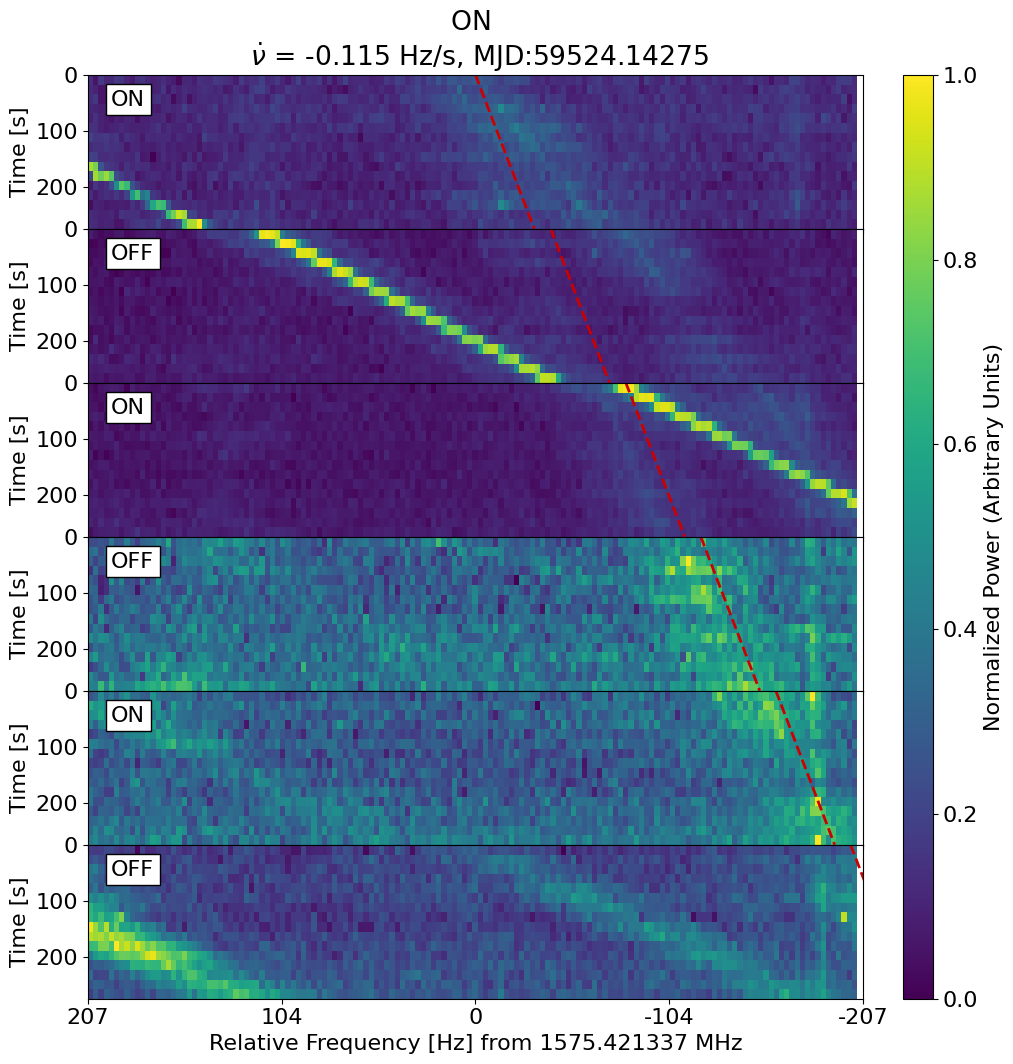 ON
ν̇ = -0.115 Hz/s, MJD:59524.14275
0
100
200
Time [s]
ON
0
100
200
Time [s]
OFF
0
100
200
Time [s]
ON
0
100
200
Time [s]
OFF
0
100
200
Time [s]
ON
0
100
200
Time [s]
OFF
207 104 0 -104 -207
Relative Frequency [Hz] from 1575.421337 MHz
1.0
0.8
0.6
0.4
0.2
0.0
Normalized Power (Arbitrary Units)